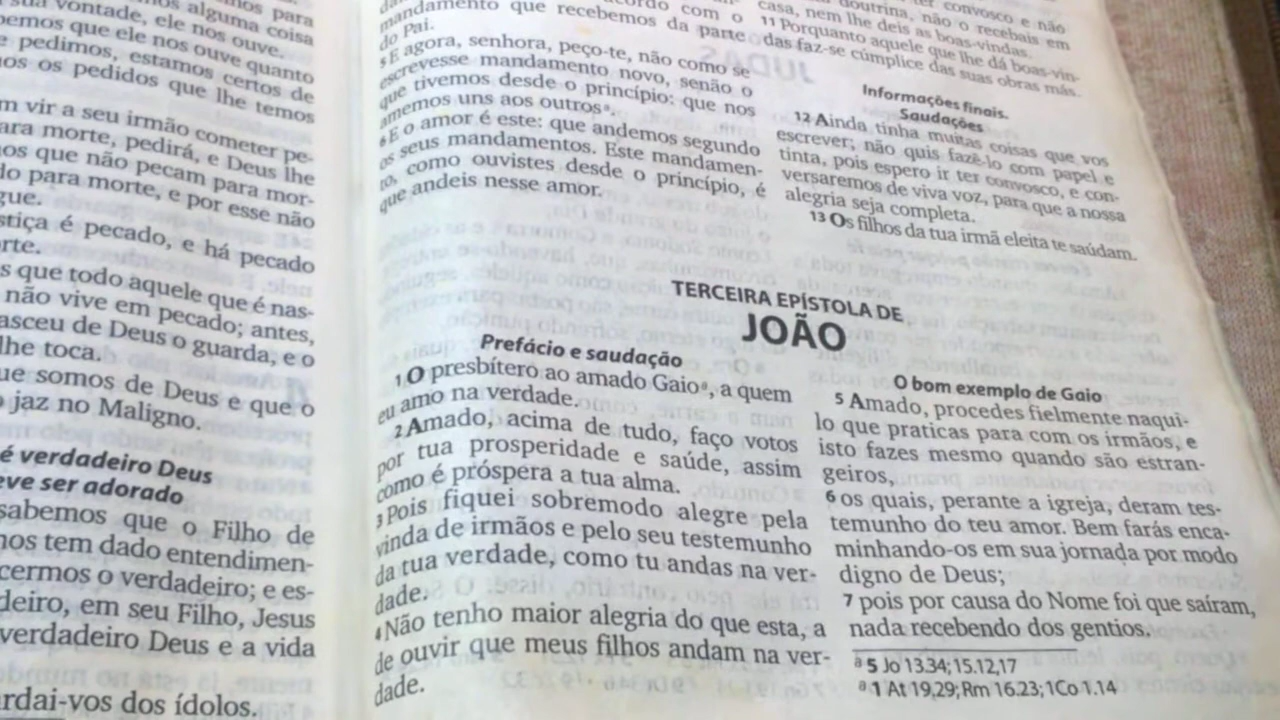 alguma coisa
sua vontade, ele nos ouve.
que ele nos ouve quanto
pedimos, estamos certos de
os pedidos que lhe temos
vir a seu irmão cometer pe-
para morte, pedirá, e Deus lhe
que não pecam para mor-
para morte, e por esse não
é pecado, e há pecado
que todo aquele que é nas-
não vive em pecado; antes,
de Deus o guarda, e o
lhe toca.
que somos de Deus e que o
jaz no Maligno.
é verdadeiro Deus
deve ser adorado
sabemos que o Filho de
nos tem dado entendimen-
o verdadeiro; e es-
em seu Filho, Jesus
verdadeiro Deus e a vida
dos ídolos.
mandamento que recebemos da parte
do Pai.
5 E agora, senhora, peço-te, não como se
escrevesse mandamento novo, senão o
que tivemos desde o princípio: que nos
amemos uns aos outrosª.
6 E o amor é este: que andemos segundo
os seus mandamentos. Este mandamen-
to, como ouvistes desde o princípio, é
que andeis nesse amor.
ter convosco e não
doutrina, não o recebais em
casa, nem lhe deis as boas-vindas.
11 Porquanto aquele que lhe dá boas-vin-
das faz-se cúmplice das suas obras más.
Informações finais.
Saudações
12 Ainda tinha muitas coisas que vos
escrever; não quis fazê-lo com papel e
tinta, pois espero ir ter convosco, e con-
versaremos de viva voz, para que a nossa
alegria seja completa.
13 Os filhos da tua irmã eleita te saúdam.
TERCEIRA EPÍSTOLA DE
JOÃO
Prefácio e saudação
1 O presbítero ao amado Gaioª, a quem
eu amo na verdade.
2 Amado, acima de tudo, faço votos
por tua prosperidade e saúde, assim
como é próspera a tua alma.
3 Pois fiquei sobremodo alegre pela
vinda de irmãos e pelo seu testemunho
da tua verdade, como tu andas na ver-
dade.
4 Não tenho maior alegria do que esta, a
de ouvir que meus filhos andam na ver-
dade.
O bom exemplo de Gaio
5 Amado, procedes fielmente naqui-
lo que praticas para com os irmãos, e
isto fazes mesmo quando são estran-
geiros,
6 os quais, perante a igreja, deram tes-
temunho do teu amor. Bem farás enca-
minhando-os em sua jornada por modo
digno de Deus;
7 pois por causa do Nome foi que saíram,
nada recebendo dos gentios.
ª 5 Jo 13.34; 15.12,17
ª 1 At 19,29; Rm 16.23; 1Co 1.14